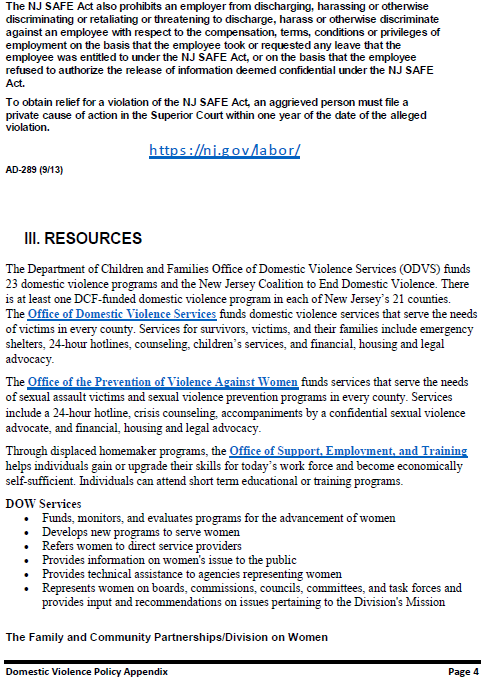 The NJ SAFE Act also prohibits an employer from discharging, harassing or otherwise
discriminating or retaliating or threatening to discharge, harass or otherwise discriminate
against an employee with respect to the compensation, terms, conditions or privileges of
employment on the basis that the employee took or requested any leave that the
employee was entitled to under the NJ SAFE Act, or on the basis that the employee
refused to authorize the release of information deemed confidential under the NJ SAFE
Act.
To obtain relief for a violation of the NJ SAFE Act, an aggrieved person must file a
private cause of action in the Superior Court within one year of the date of the alleged
violation.
https://nj.gov/labor/
AD-289 (9/13)
III. RESOURCES
The Department of Children and Families Office of Domestic Violence Services (ODVS) funds
23 domestic violence programs and the New Jersey Coalition to End Domestic Violence. There
is at least one DCF-funded domestic violence program in each of New Jersey's 21 counties.
The Office of Domestic Violence Services funds domestic violence services that serve the needs
of victims in every county. Services for survivors, victims, and their families include emergency
shelters, 24-hour hotlines, counseling, children's services, and financial, housing and legal
advocacy.
The Office of the Prevention of Violence Against Women funds services that serve the needs
of sexual assault victims and sexual violence prevention programs in every county. Services
include a 24-hour hotline, crisis counseling, accompaniments by a confidential sexual violence
advocate, and financial, housing and legal advocacy.
Through displaced homemaker programs, the Office of Support, Employment, and Training
helps individuals gain or upgrade their skills for today's work force and become economically
self-sufficient. Individuals can attend short term educational or training programs.
DOW Services
• Funds, monitors, and evaluates programs for the advancement of women
• Develops new programs to serve women
• Refers women to direct service providers
• Provides information on women's issue to the public
• Provides technical assistance to agencies representing women
• Represents women on boards, commissions, councils, committees, and task forces and
provides input and recommendations on issues pertaining to the Division's Mission
The Family and Community Partnerships/Division on Women
Domestic Violence Policy Appendix Page 4